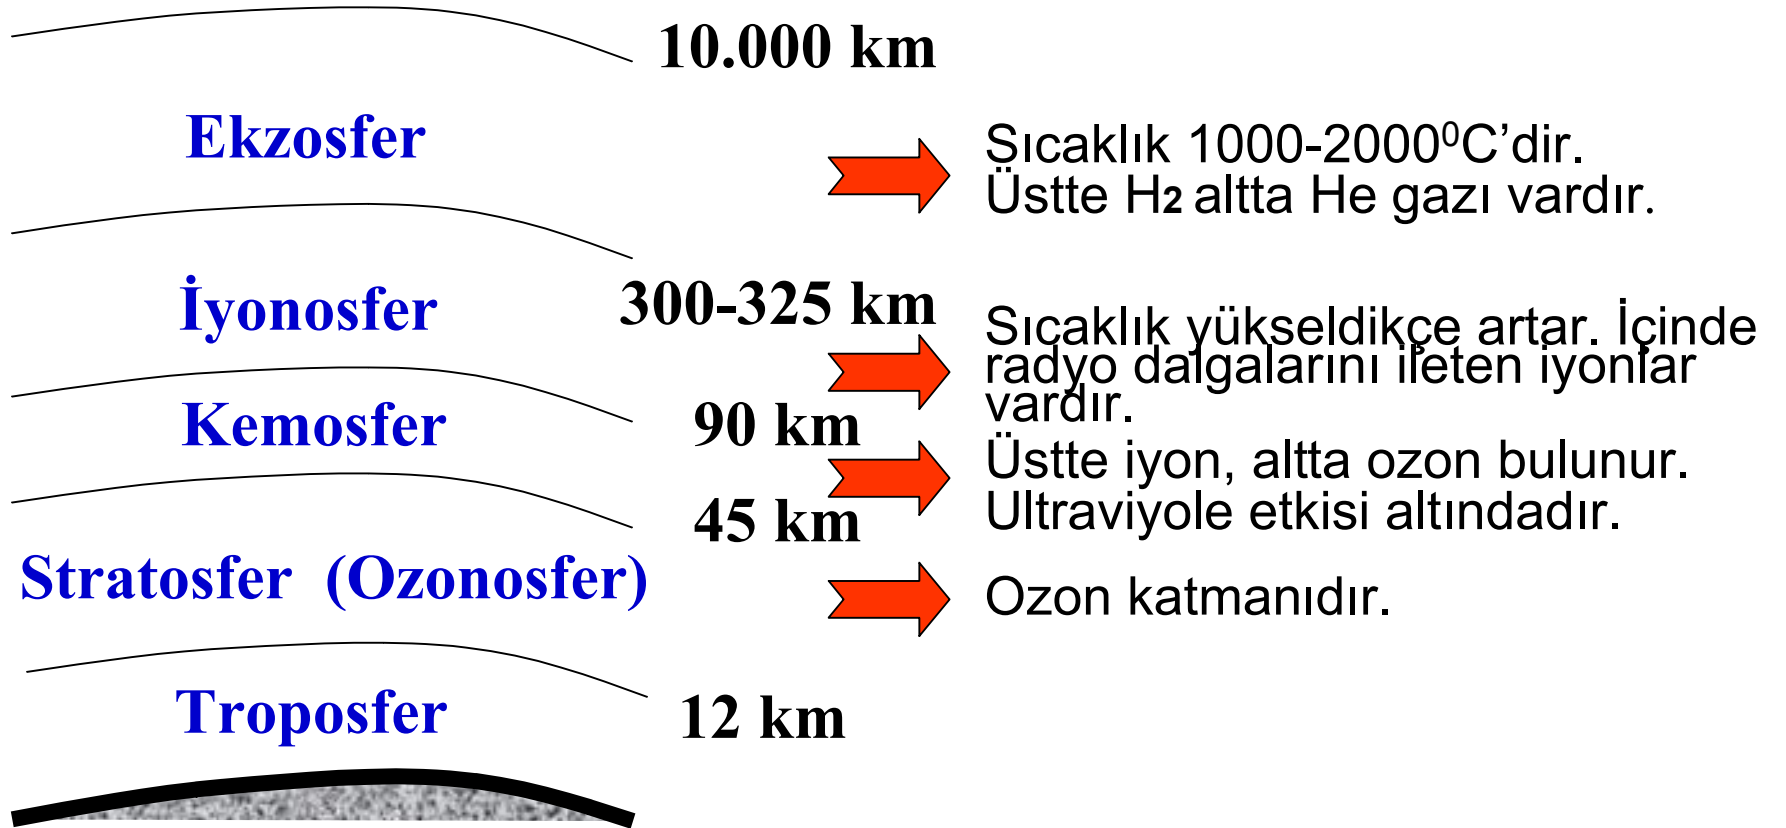 10.000 km
Ekzosfer
Sıcaklık 1000-2000⁰C’dir.
Üstte H2 altta He gazı vardır.
İyonosfer
300-325 km
Sıcaklık yükseldikçe artar. İçinde
radyo dalgalarını ileten iyonlar
vardır.
Kemosfer
90 km
Üstte iyon, altta ozon bulunur.
Ultraviyole etkisi altındadır.
45 km
Stratosfer (Ozonosfer)
Ozon katmanıdır.
Troposfer
12 km